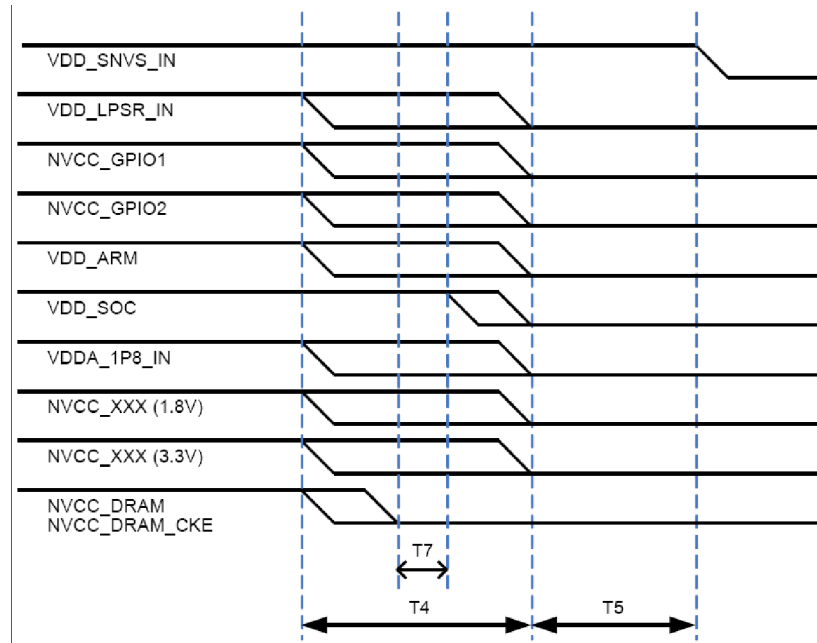 VDD_SNVS_IN
VDD_LPSR_IN
NVCC_GPIO1
NVCC_GPIO2
VDD_ARM
VDD_SOC
VDDA_1P8_IN
NVCC_XXX (1.8V)
NVCC_XXX (3.3V)
NVCC_DRAM
NVCC_DRAM_CKE
T7
T4
T5